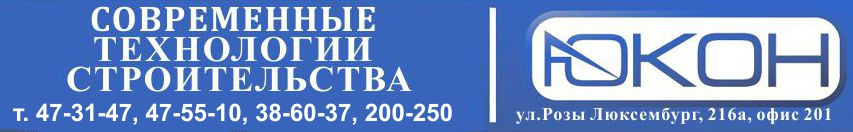 СОВРЕМЕННЫЕ
ТЕХНОЛОГИИ
СТРОИТЕЛЬСТВА
т. 47-31-47, 47-55-10, 38-60-37, 200-250
ЮКОН
ул.Розы Люксембург, 216а, офис 201